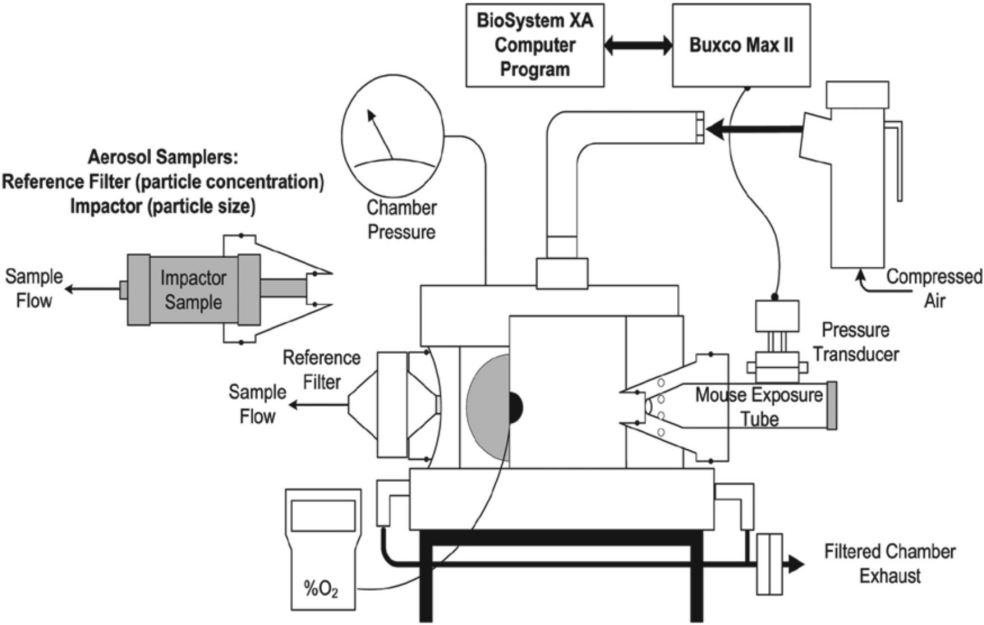 BioSystem XA
Computer
Program
Buxco Max II
Aerosol Samplers:
Reference Filter (particle concentration)
Impactor (particle size)
Chamber
Pressure
Sample
Flow
Impactor
Sample
Compressed
Air
Pressure
Transducer
Reference
Filter
Sample
Flow
Mouse Exposure
Tube
%O₂
Filtered Chamber
Exhaust